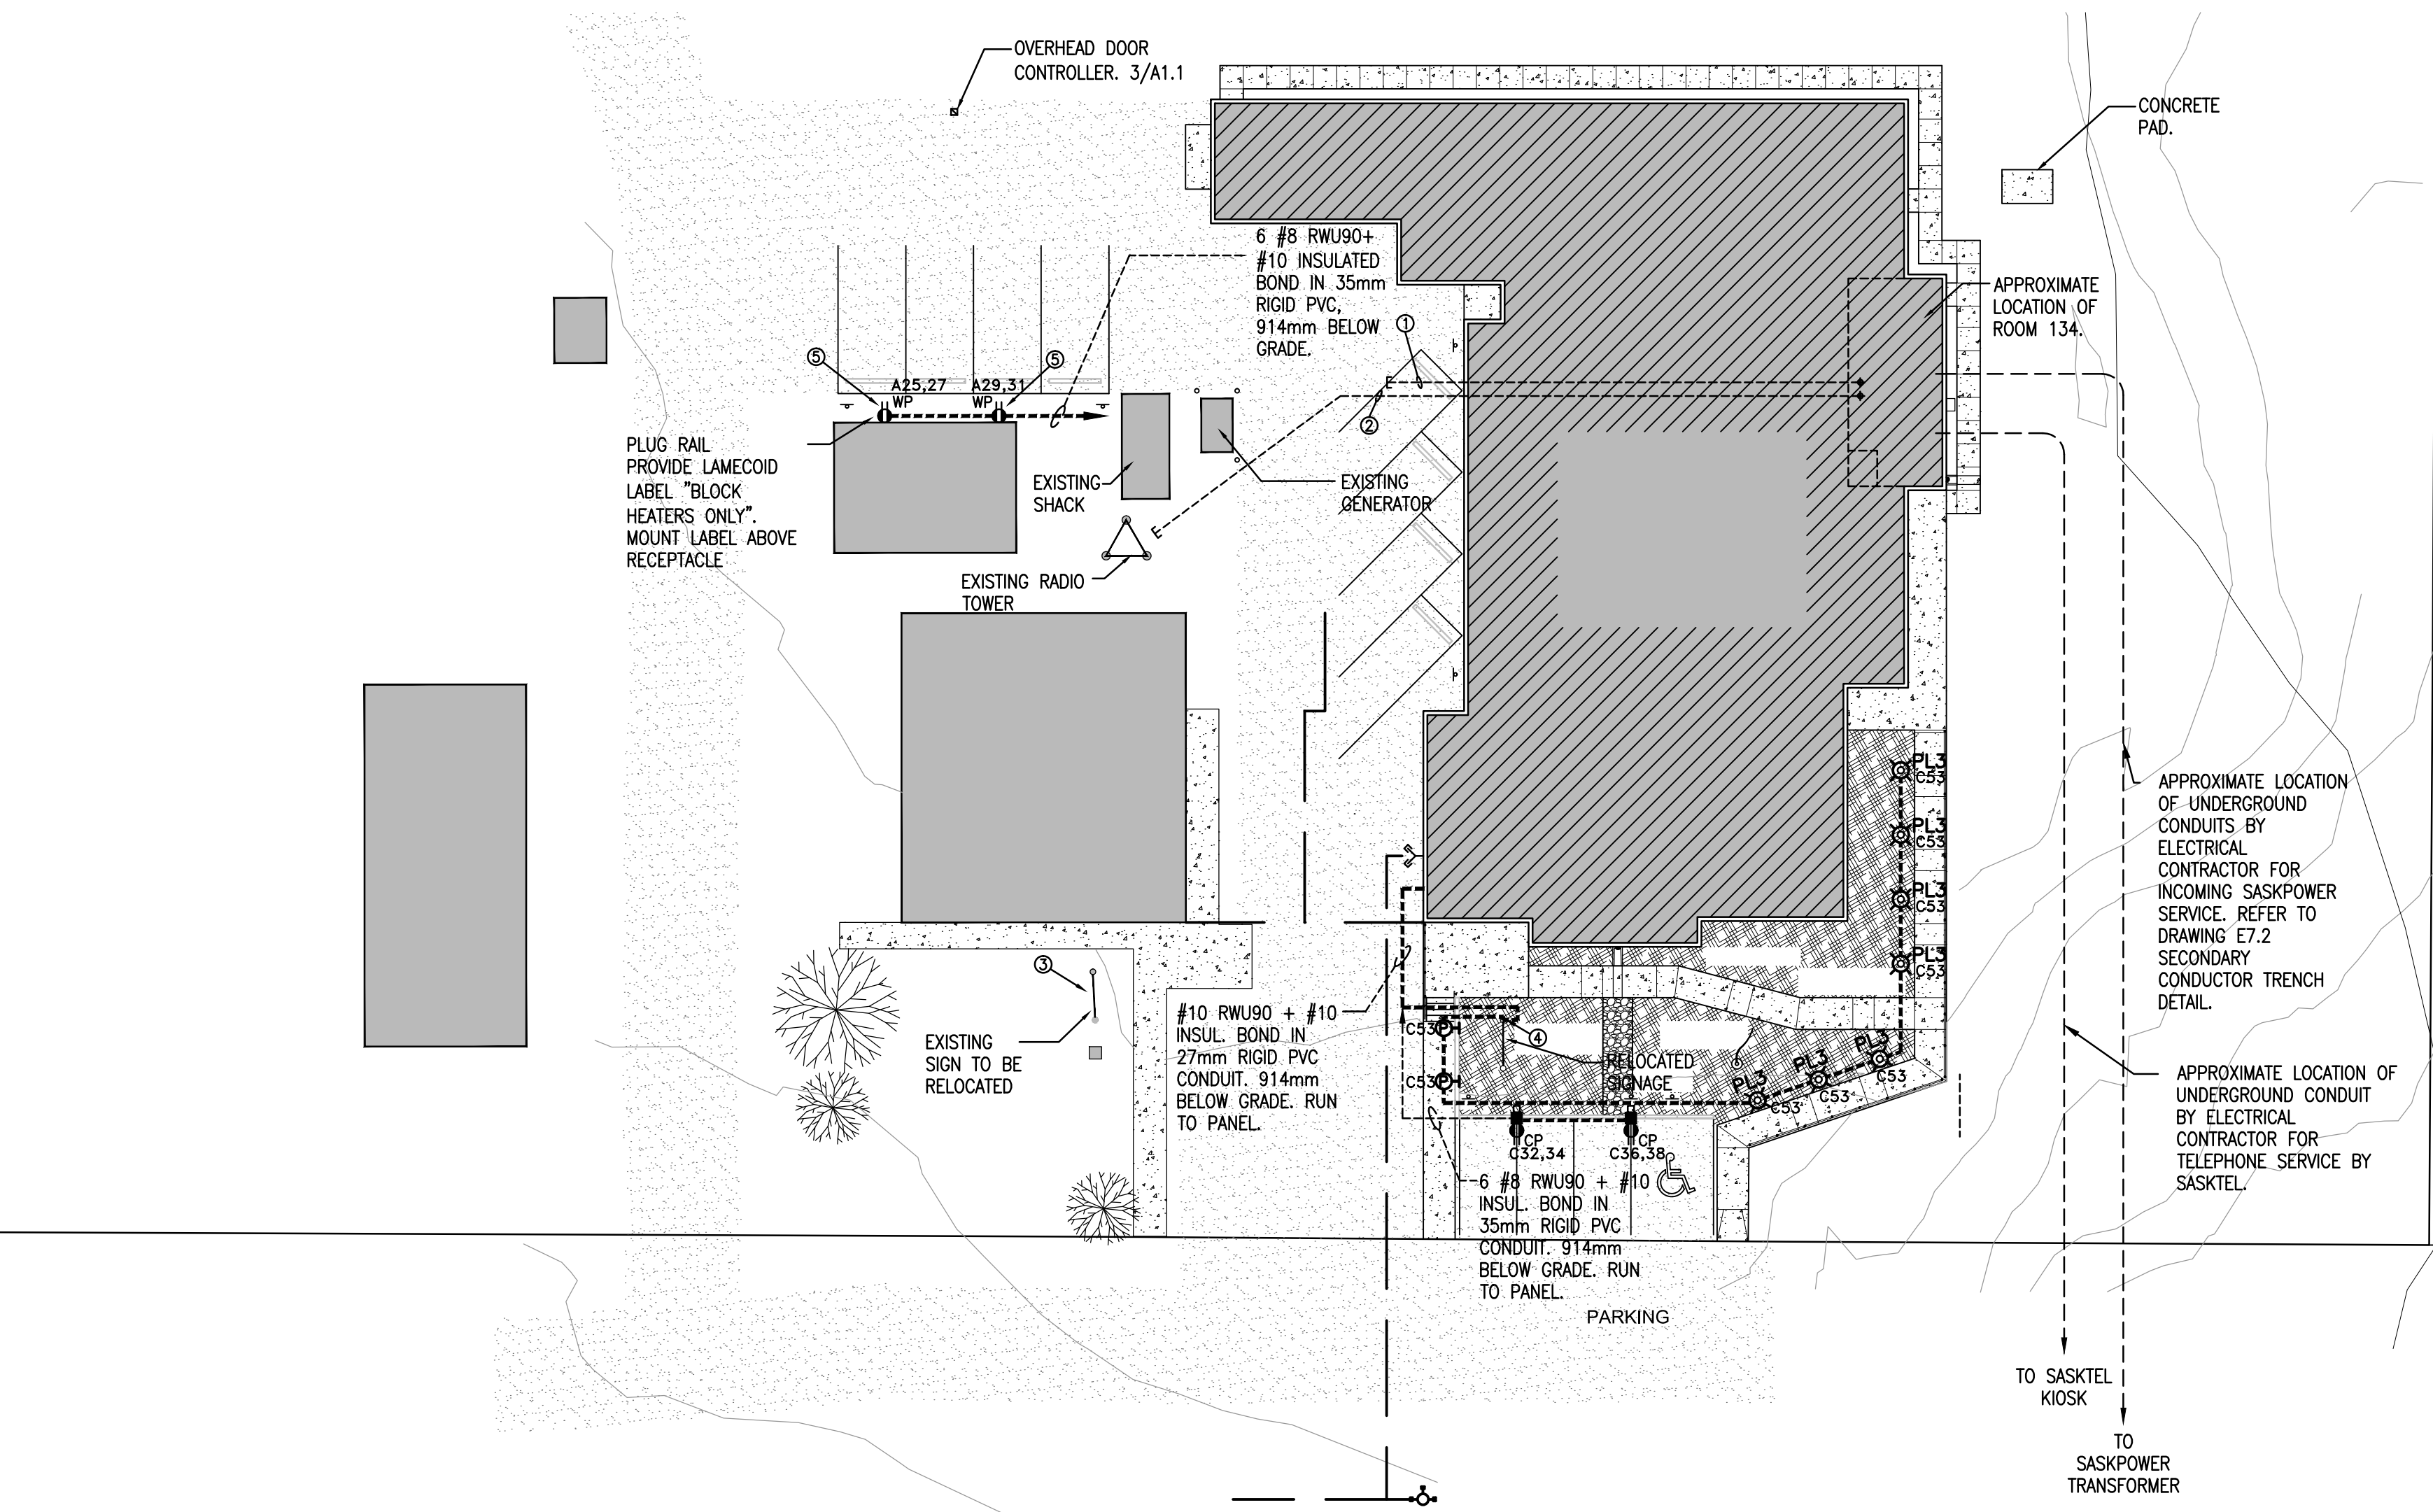 OVERHEAD DOOR
CONTROLLER. 3/A1.1
CONCRETE
PAD.
6 #8 RWU90+
#10 INSULATED
BOND IN 35mm
RIGID PVC,
914mm BELOW
GRADE.
APPROXIMATE
LOCATION OF
ROOM 134.
1
2
5
5
A25,27
WP
A29,31
WP
E
E
PLUG RAIL
PROVIDE LAMECOID
LABEL "BLOCK
HEATERS ONLY".
MOUNT LABEL ABOVE
RECEPTACLE
EXISTING
SHACK
EXISTING
GENERATOR
EXISTING RADIO
TOWER
PL3
C53
PL3
C53
PL3
C53
PL3
C53
PL3
C53
PL3
C53
PL3
C53
APPROXIMATE LOCATION
OF UNDERGROUND
CONDUITS BY
ELECTRICAL
CONTRACTOR FOR
INCOMING SASKPOWER
SERVICE. REFER TO
DRAWING E7.2
SECONDARY
CONDUCTOR TRENCH
DETAIL.
3
EXISTING
SIGN TO BE
RELOCATED
#10 RWU90 + #10
INSUL. BOND IN
27mm RIGID PVC
CONDUIT. 914mm
BELOW GRADE. RUN
TO PANEL.
C53 P
C53 P
4
RELOCATED
SIGNAGE
CP
C32,34
CP
C36,38
6 #8 RWU90 + #10
INSUL. BOND IN
35mm RIGID PVC
CONDUIT. 914mm
BELOW GRADE. RUN
TO PANEL.
PARKING
APPROXIMATE LOCATION OF
UNDERGROUND CONDUIT
BY ELECTRICAL
CONTRACTOR FOR
TELEPHONE SERVICE BY
SASKTEL.
TO SASKTEL
KIOSK
TO
SASKPOWER
TRANSFORMER